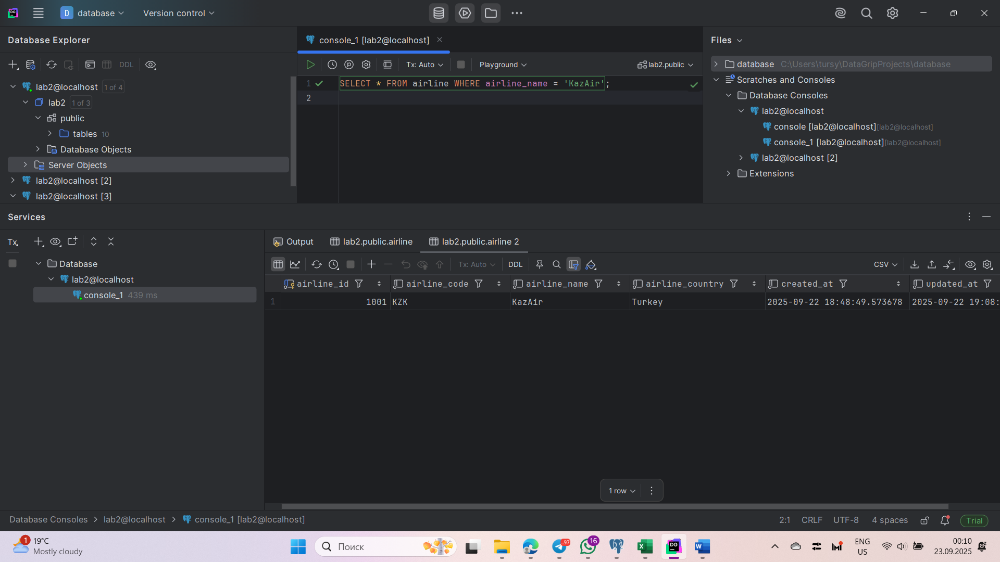 DG
D database
Version control
Database Explorer
DDL
lab2@localhost 1 of 4
lab2 1 of 3
public
tables 10
Database Objects
Server Objects
lab2@localhost [2]
lab2@localhost [3]
console_1 [lab2@localhost]
Tx: Auto
Playground
lab2.public
1 SELECT * FROM airline WHERE airline_name = 'KazAir';
2
Files
database C:\Users\tursy\DataGripProjects\database
Scratches and Consoles
Database Consoles
lab2@localhost
console [lab2@localhost] [lab2@localhost]
console_1 [lab2@localhost] [lab2@localhost]
lab2@localhost [2]
Extensions
Services
Tx
Database
lab2@localhost
console_1 439 ms
Output
lab2.public.airline
lab2.public.airline 2
Tx: Auto
DDL
CSV
airline_id airline_code airline_name airline_country created_at updated_at
1 1001 KZK KazAir Turkey 2025-09-22 18:48:49.573678 2025-09-22 19:08:
1 row
Database Consoles > lab2@localhost > console_1 [lab2@localhost]
2:1 CRLF UTF-8 4 spaces Trial
1
19°C
Mostly cloudy
Поиск
..97
16
DG
ENG
US
00:10
23.09.2025